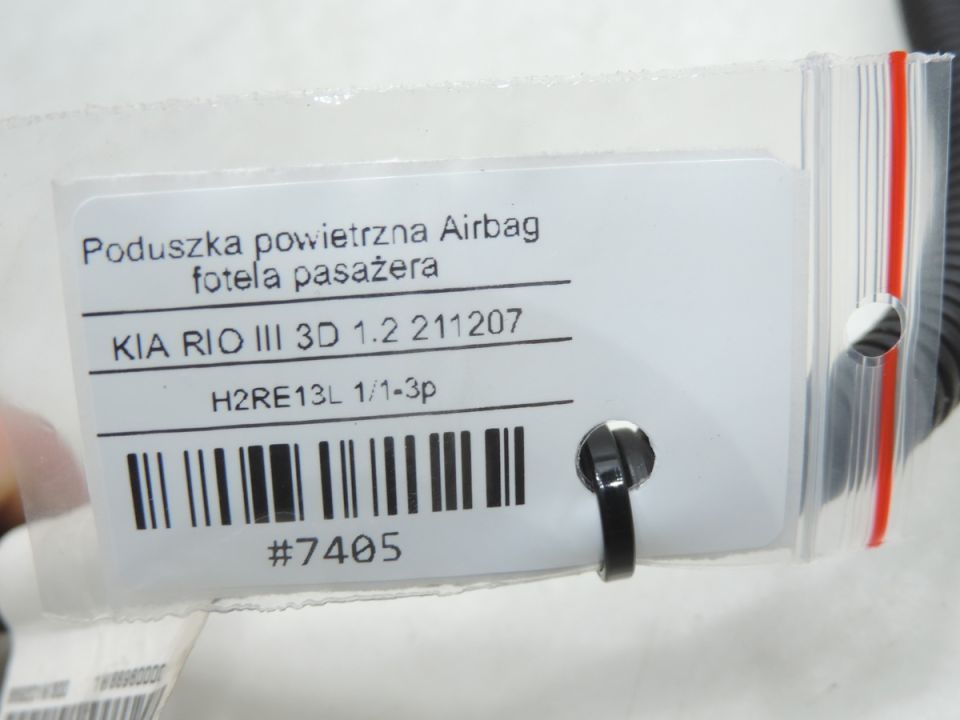 Poduszka powietrzna Airbag
fotela pasażera
KIA RIO III 3D 1.2 211207
H2RE13L 1/1-3p
#7405